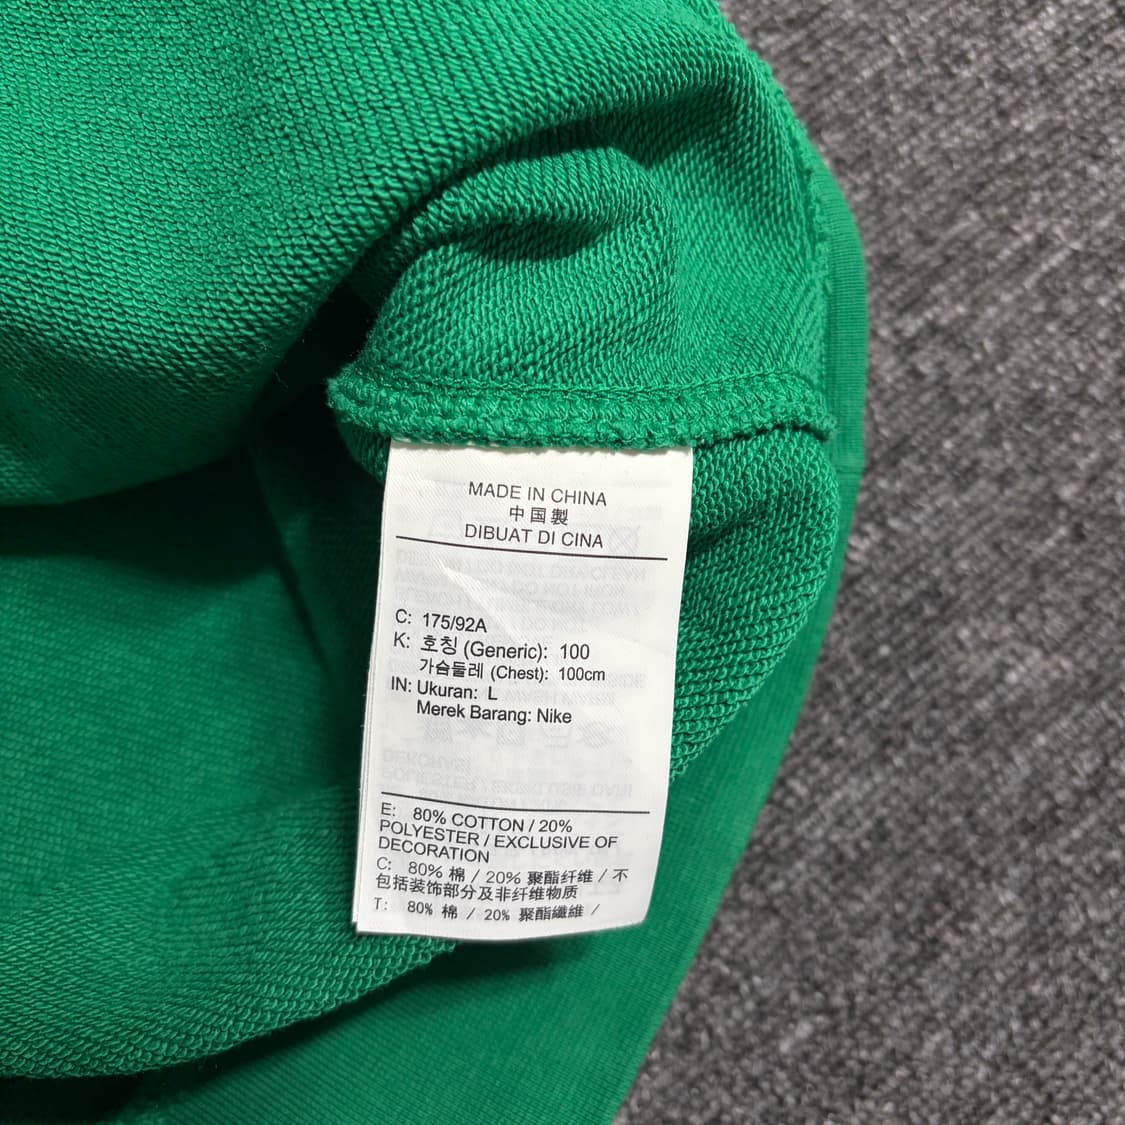 MADE IN CHINA
中国製
DIBUAT DI CINA
C: 175/92A
K: 호칭 (Generic): 100
가슴둘레 (Chest): 100cm
IN: Ukuran: L
Merek Barang: Nike
E: 80% COTTON / 20%
POLYESTER / EXCLUSIVE OF
DECORATION
C: 80% 棉 / 20% 聚酯纤维 / 不
包括装饰部分及非纤维物质
T: 80% 棉 / 20% 聚酯纖維 /